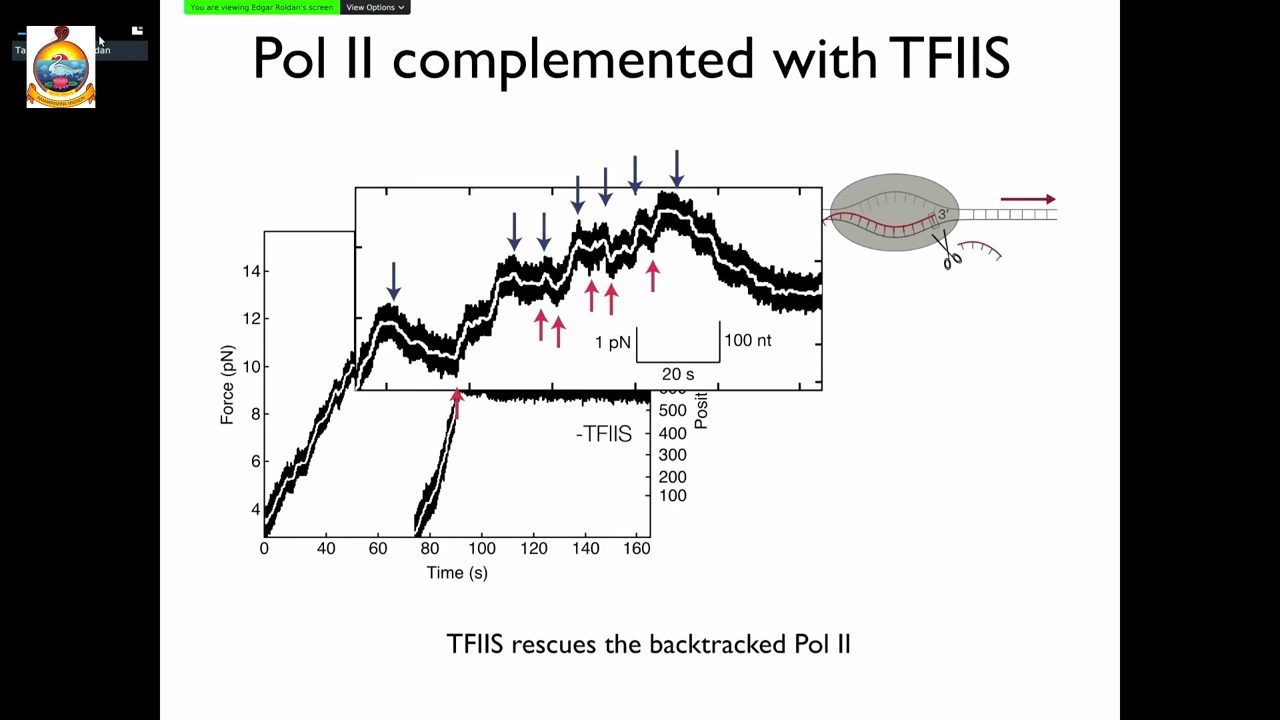 You are viewing Edgar Roldan's screen
View Options
Pol II complemented with TFIIS
3'
Force (pN)
14
12
10
8
6
4
1 pN
100 nt
20 s
-TFIIS
500
400
300
200
100
0
40
60
80
100
120
140
160
Time (s)
TFIIS rescues the backtracked Pol II